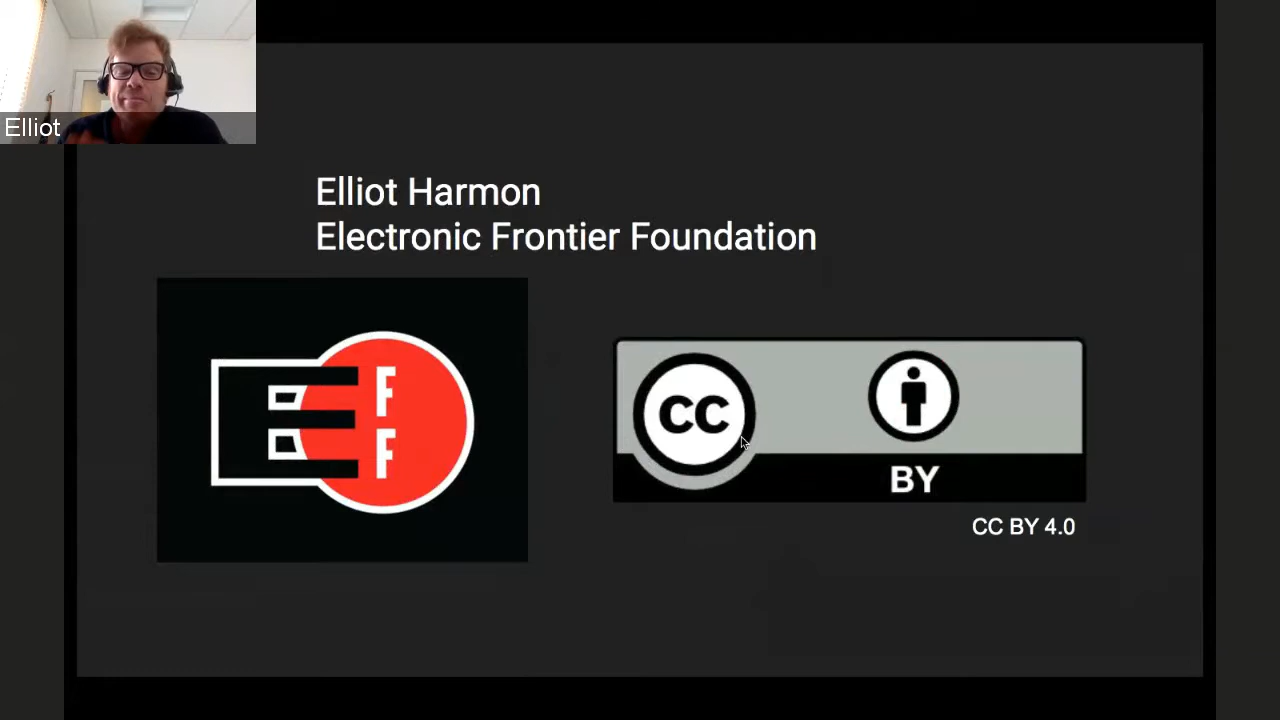 Elliot
Elliot Harmon
Electronic Frontier Foundation
EFF
CC
BY
CC BY 4.0